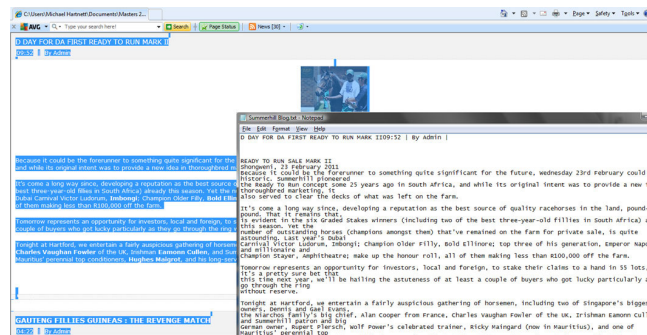 C:\Users\Michael Hartnett\Documents\Masters 2...
Page Safety Tools
AVG Type your search here! Search Page Status News [30]
D DAY FOR DA FIRST READY TO RUN MARK II
09:52 | By Admin
Because it could be the forerunner to something quite significant for the
and while its original intent was to provide a new idea in thoroughbred m
It's come a long way since, developing a reputation as the best source q
best three-year-old fillies in South Africa) already this season. Yet the n
Dubai Carnival Victor Ludorum, Imbongi; Champion Older Filly, Bold Ellin
of them making less than R100,000 off the farm.
Tomorrow represents an opportunity for investors, local and foreign, to s
couple of buyers who got lucky particularly as they go through the ring w
Tonight at Hartford, we entertain a fairly auspicious gathering of horsem
Charles Vaughan Fowler of the UK, Irishman Eamonn Cullen, and Sum
Mauritius' perennial top conditioners, Hughes Maigrot, and his long-serv
GAUTENG FILLIES GUINEAS : THE REVENGE MATCH
04:22 | By Admin
Summerhill Blog.txt - Notepad
File Edit Format View Help
D DAY FOR DA FIRST READY TO RUN MARK II09:52 | By Admin |
READY TO RUN SALE MARK II
Shongweni, 23 February 2011
Because it could be the forerunner to something quite significant for the future, Wednesday 23rd February could
historic. Summerhill pioneered
the Ready To Run concept some 25 years ago in South Africa, and while its original intent was to provide a new i
thoroughbred marketing, it
also served to clear the decks of what was left on the farm.
It's come a long way since, developing a reputation as the best source of quality racehorses in the land, pound-
pound. That it remains that,
is evident in the six Graded Stakes winners (including two of the best three-year-old fillies in South Africa) a
this season. Yet the
number of outstanding horses (champions amongst them) that've remained on the farm for private sale, is quite
astounding. Last year's Dubai
Carnival Victor Ludorum, Imbongi; Champion Older Filly, Bold Ellinore; top three of his generation, Emperor Napo
and millionaire and
Champion Stayer, Amphitheatre; make up the honour roll, all of them making less than R100,000 off the farm.
Tomorrow represents an opportunity for investors, local and foreign, to stake their claims to a hand in 55 lots,
it's a pretty sure bet that
this time next year, we'll be hailing the astuteness of at least a couple of buyers who got lucky particularly a
go through the ring
without reserve.
Tonight at Hartford, we entertain a fairly auspicious gathering of horsemen, including two of Singapore's bigges
owners, Dennis and Gael Evans,
the Niarchos family's big chief, Alan Cooper from France, Charles Vaughan Fowler of the UK, Irishman Eamonn Cull
and Summerhill patron and big
German owner, Rupert Plersch, Wolf Power's celebrated trainer, Ricky Maingard (now in Mauritius), and one of
Mauritius' perennial top